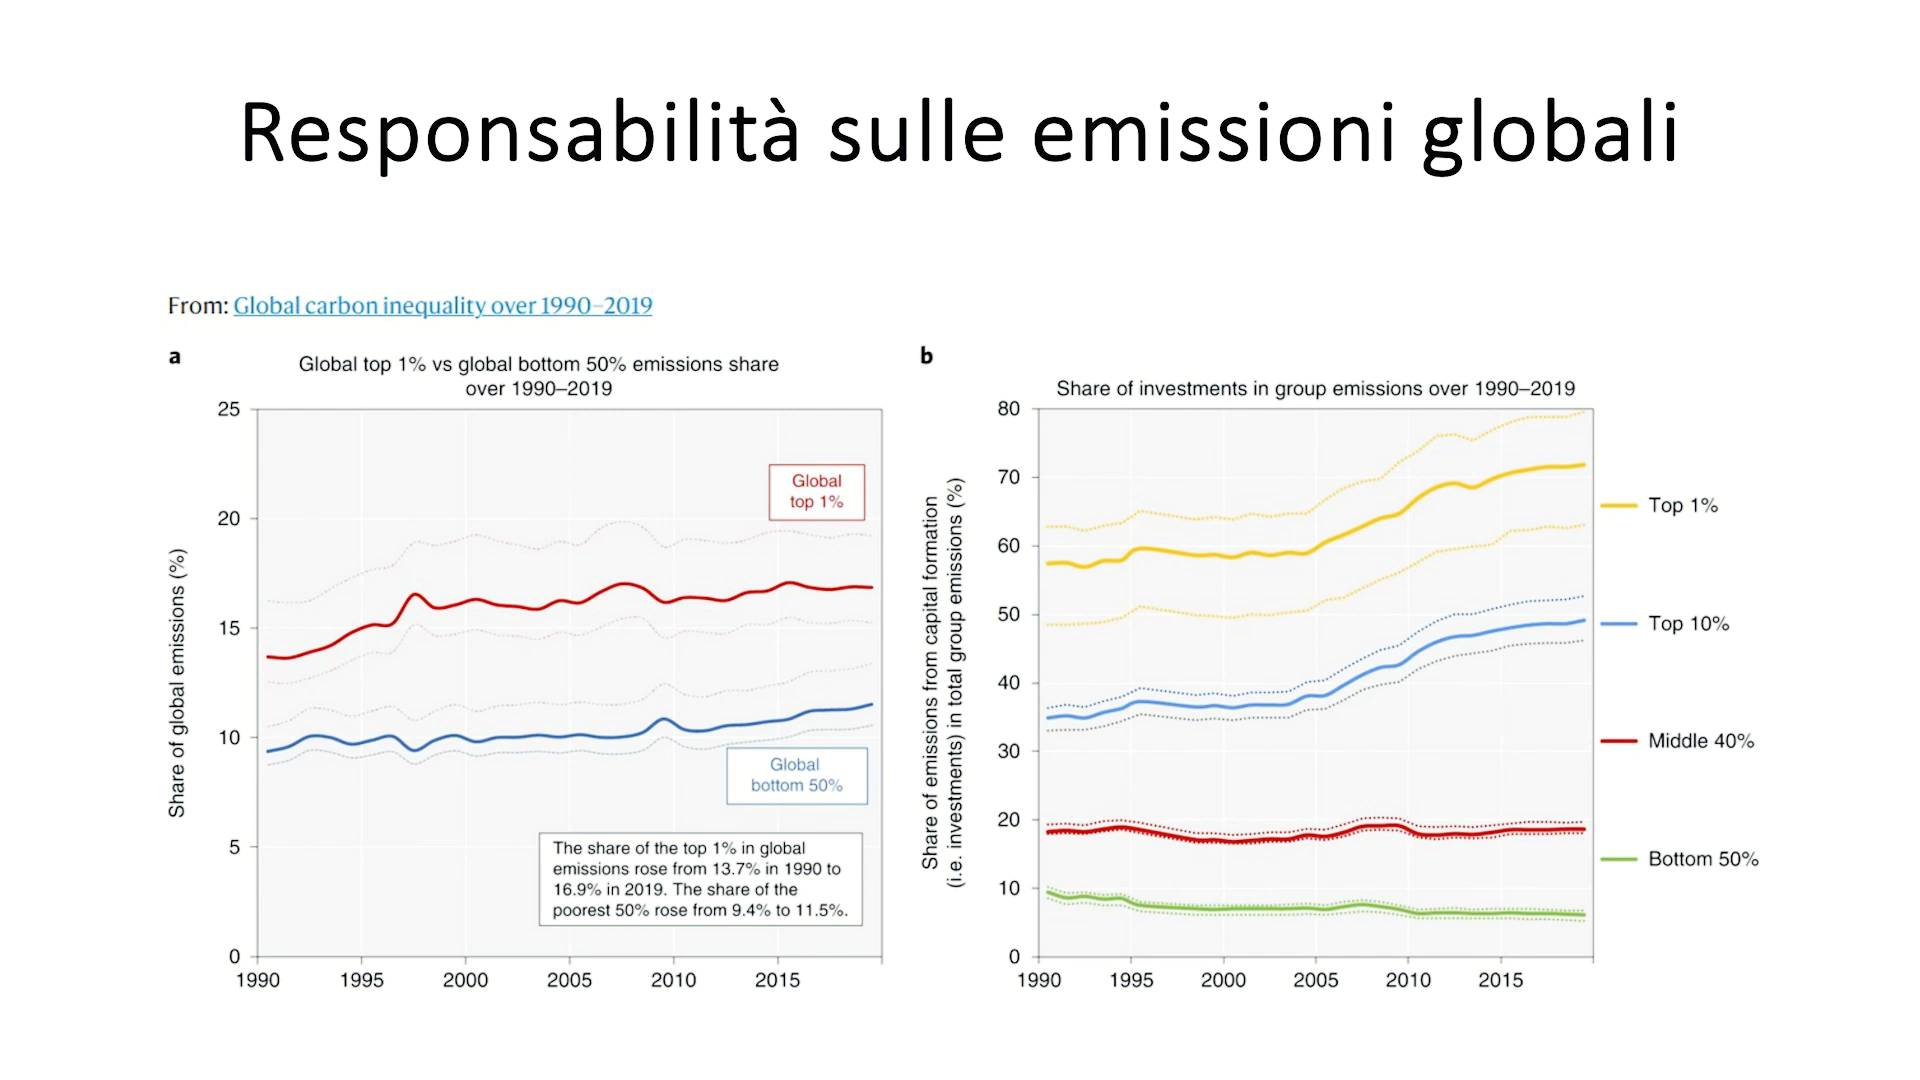 Responsabilità sulle emissioni globali
From: Global carbon inequality over 1990–2019
a
Global top 1% vs global bottom 50% emissions share
over 1990–2019
Share of global emissions (%)
25
20
15
10
5
0
1990 1995 2000 2005 2010 2015
Global
top 1%
Global
bottom 50%
The share of the top 1% in global
emissions rose from 13.7% in 1990 to
16.9% in 2019. The share of the
poorest 50% rose from 9.4% to 11.5%.
b
Share of investments in group emissions over 1990–2019
Share of emissions from capital formation
(i.e. investments) in total group emissions (%)
80
70
60
50
40
30
20
10
0
1990 1995 2000 2005 2010 2015
Top 1%
Top 10%
Middle 40%
Bottom 50%